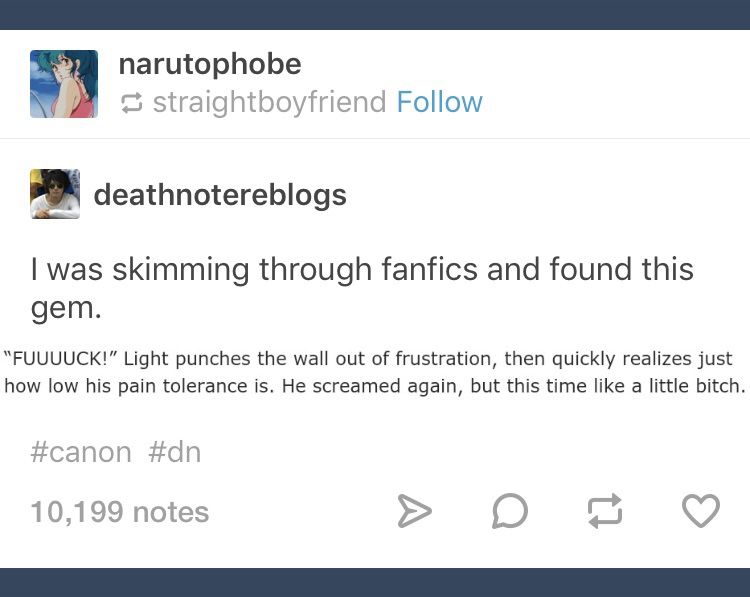 narutophobe
straightboyfriend Follow
deathnotereblogs
I was skimming through fanfics and found this
gem.
“FUUUUCK!” Light punches the wall out of frustration, then quickly realizes just
how low his pain tolerance is. He screamed again, but this time like a little bitch.
#canon #dn
10,199 notes